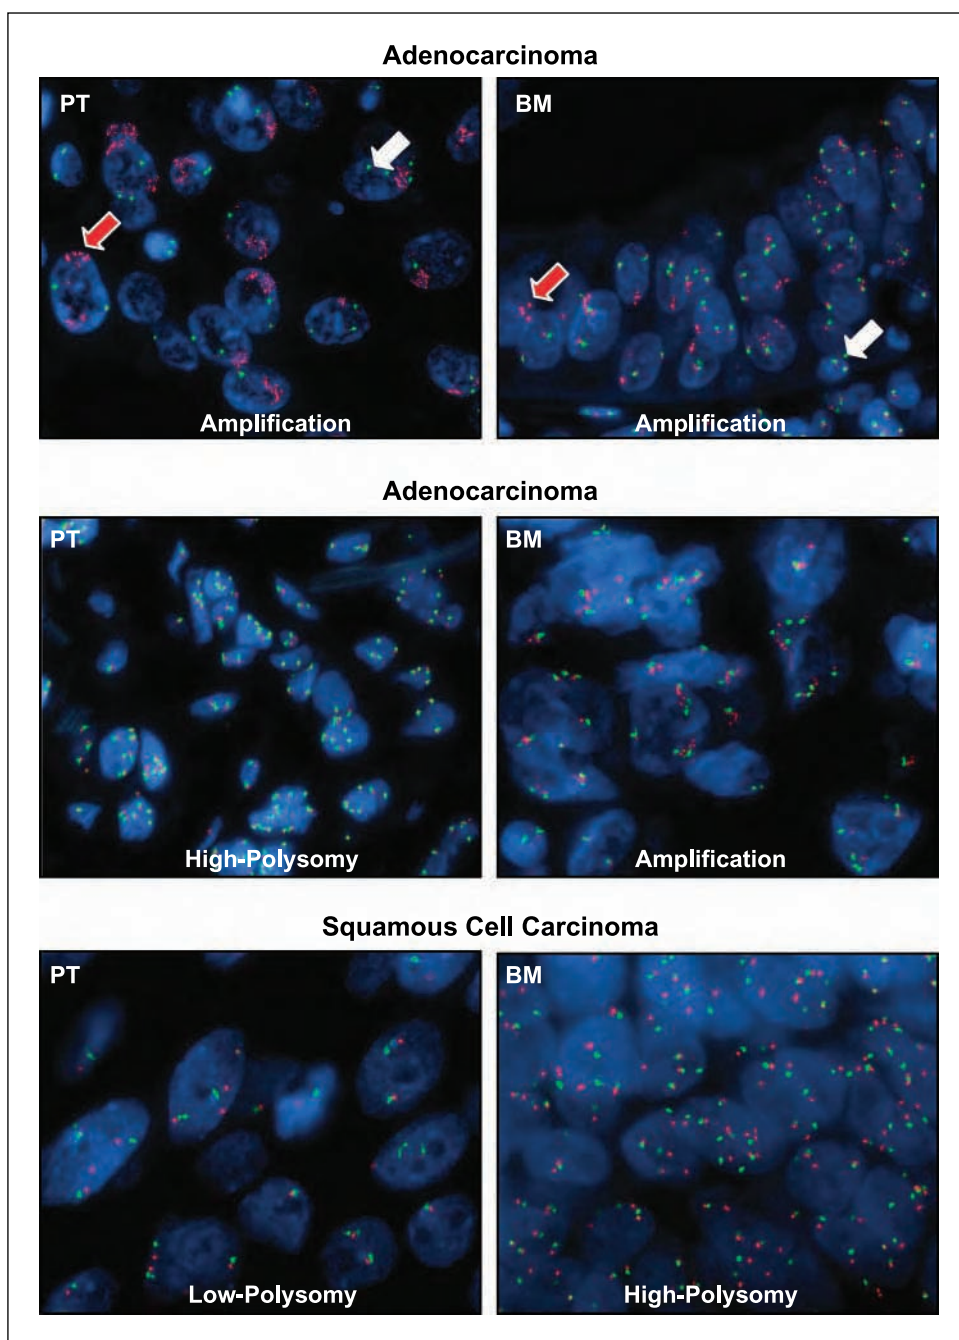 Adenocarcinoma
PT
BM
Amplification
Amplification
Adenocarcinoma
PT
BM
High-Polysomy
Amplification
Squamous Cell Carcinoma
PT
BM
Low-Polysomy
High-Polysomy